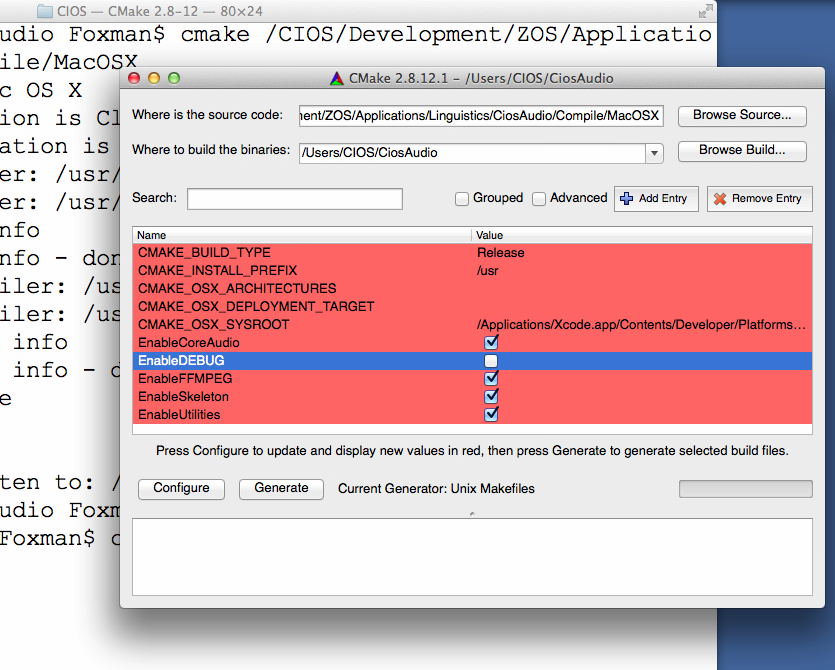 CIOS — CMake 2.8-12 — 80×24
udio Foxman$ cmake /CIOS/Development/ZOS/Applicatio
ile/MacOSX
c OS X
ion is Cl
ation is
er: /usr/
er: /usr/
nfo
nfo - don
iler: /us
iler: /us
info
info - d
e
ten to: /
udio Foxm
Foxman$ c
CMake 2.8.12.1 - /Users/CIOS/CiosAudio
Where is the source code: nent/ZOS/Applications/Linguistics/CiosAudio/Compile/MacOSX Browse Source...
Where to build the binaries: /Users/CIOS/CiosAudio Browse Build...
Search: Grouped Advanced Add Entry Remove Entry
Name Value
CMAKE_BUILD_TYPE Release
CMAKE_INSTALL_PREFIX /usr
CMAKE_OSX_ARCHITECTURES
CMAKE_OSX_DEPLOYMENT_TARGET
CMAKE_OSX_SYSROOT /Applications/Xcode.app/Contents/Developer/Platforms...
EnableCoreAudio
EnableDEBUG
EnableFFMPEG
EnableSkeleton
EnableUtilities
Press Configure to update and display new values in red, then press Generate to generate selected build files.
Configure Generate Current Generator: Unix Makefiles